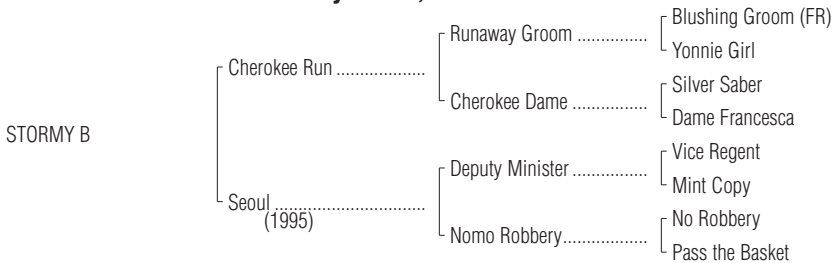 Blushing Groom (FR)
Runaway Groom ...............
Yonnie Girl
Cherokee Run ...................
Silver Saber
Cherokee Dame ................
Dame Francesca
STORMY B
Vice Regent
Deputy Minister ................
Mint Copy
Seoul ................................
(1995)
No Robbery
Nomo Robbery..................
Pass the Basket